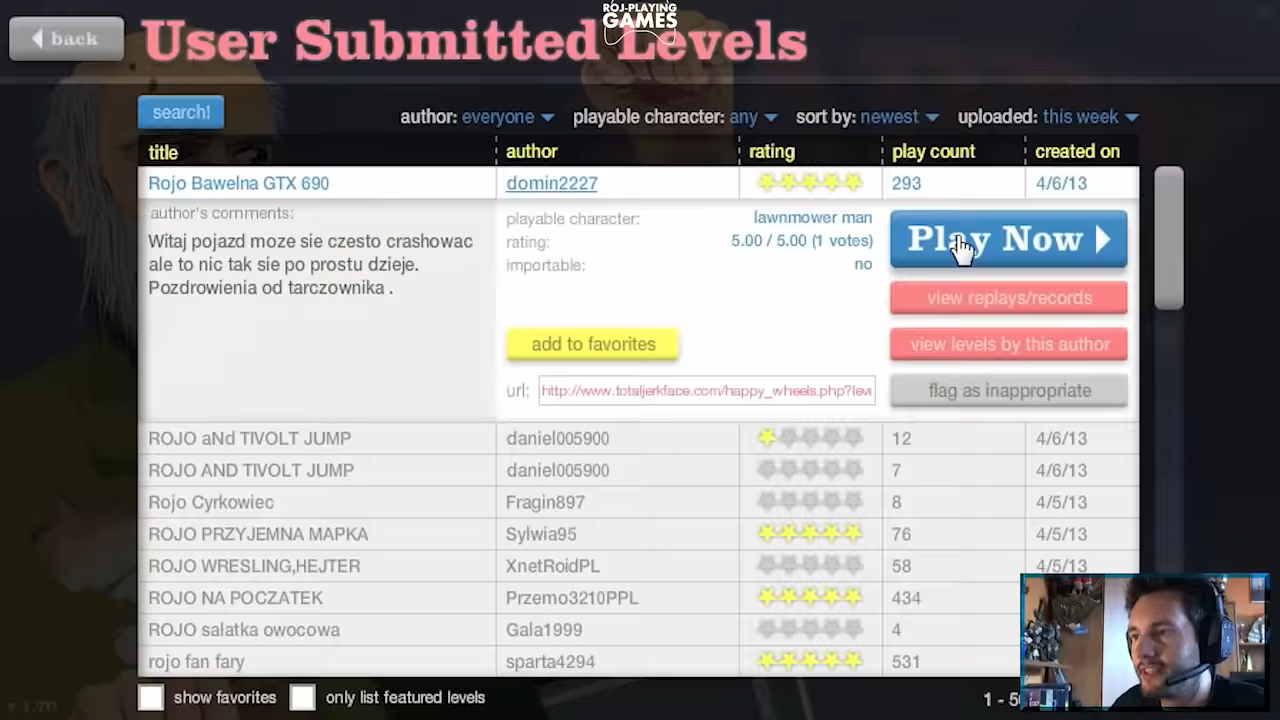 ROJ-PLAYING
GAMES
back
User Submitted Levels
search!
author: everyone playable character: any sort by: newest uploaded: this week
title author rating play count created on
Rojo Bawelna GTX 690 domin2227 293 4/6/13
author's comments:
Witaj pojazd moze sie czesto crashowac
ale to nic tak sie po prostu dzieje.
Pozdrowienia od tarczownika .
playable character: lawnmower man
rating: 5.00 / 5.00 (1 votes)
importable: no
add to favorites
url: http://www.totaljerkface.com/happy_wheels.php?lev
Play Now
view replays/records
view levels by this author
flag as inappropriate
ROJO aNd TIVOLT JUMP daniel005900 12 4/6/13
ROJO AND TIVOLT JUMP daniel005900 7 4/6/13
Rojo Cyrkowiec Fragin897 8 4/5/13
ROJO PRZYJEMNA MAPKA Sylwia95 76 4/5/13
ROJO WRESLING,HEJTER XnetRoidPL 58 4/5/13
ROJO NA POCZATEK Przemo3210PPL 434
ROJO salatka owocowa Gala1999 4
rojo fan fary sparta4294 531
show favorites only list featured levels 1 - 5
v 1.70